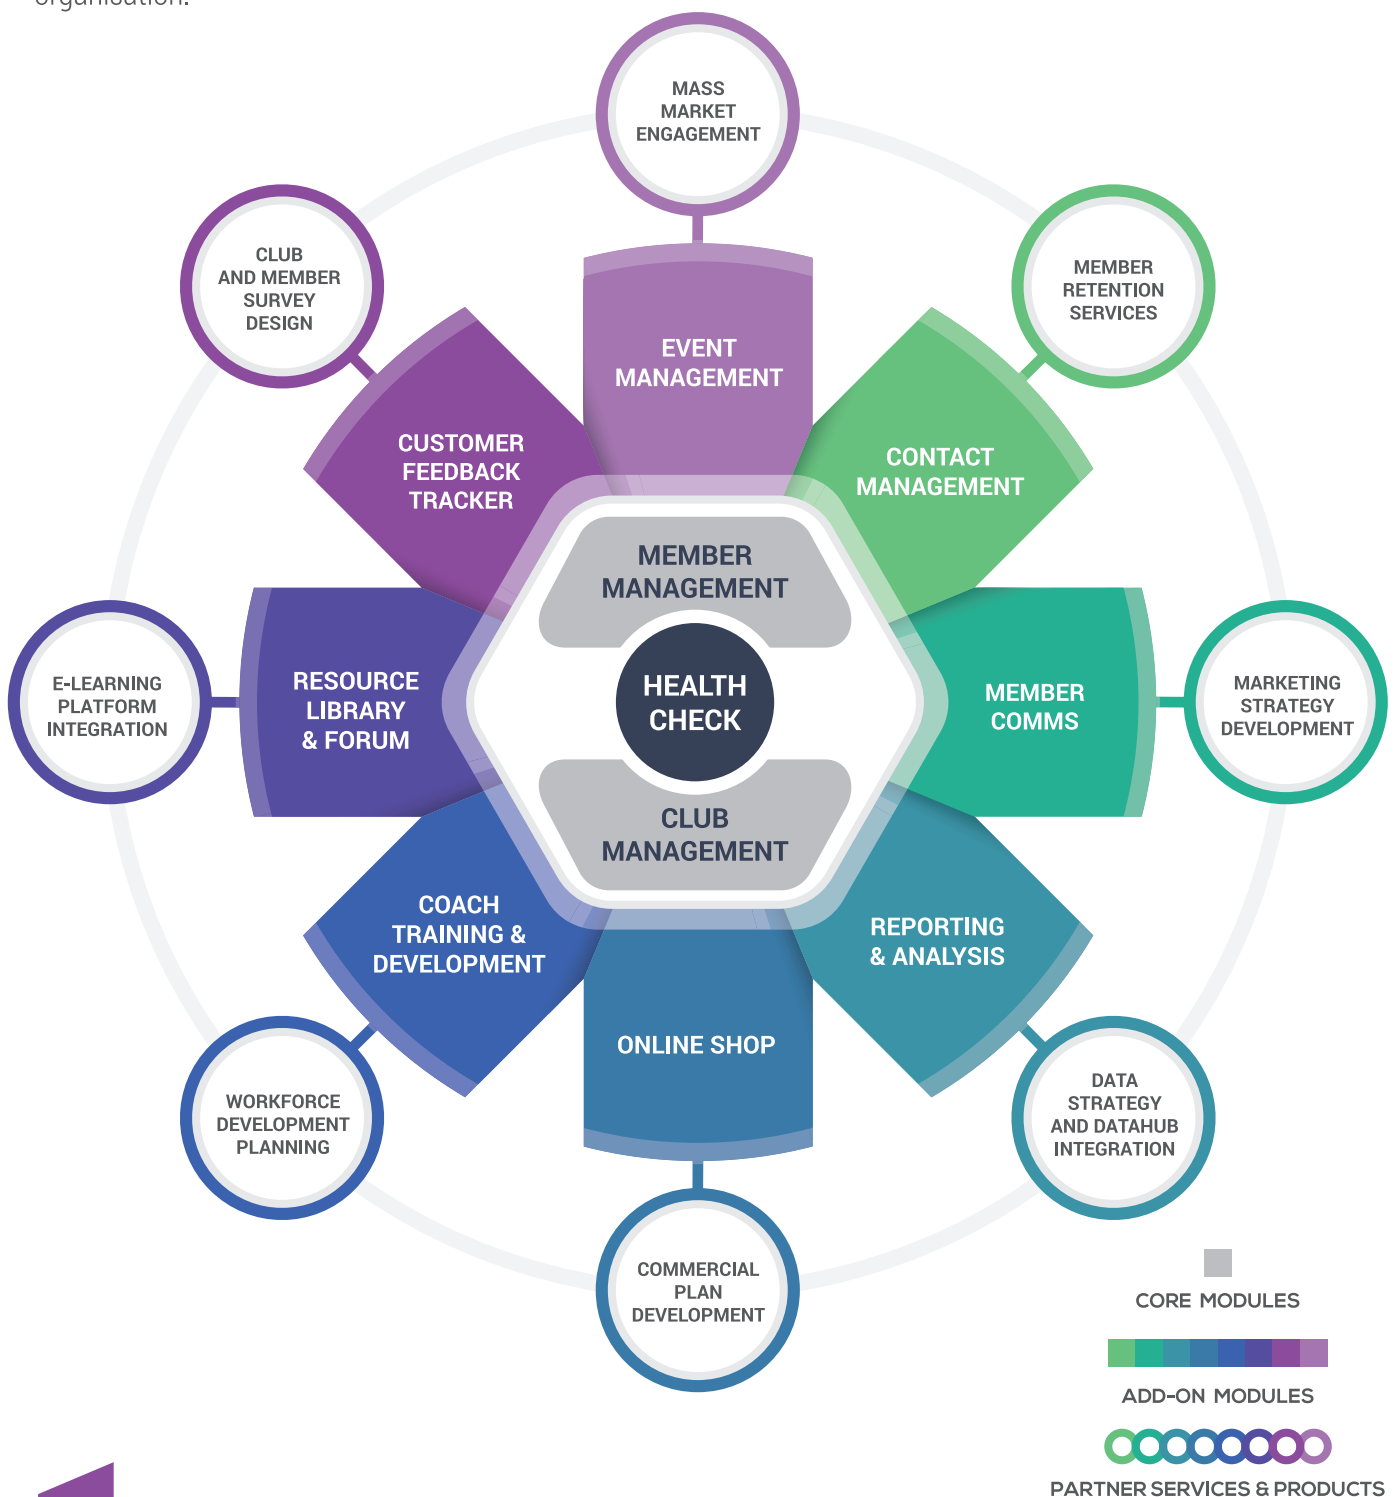 organisation.
MASS
MARKET
ENGAGEMENT
CLUB
AND MEMBER
SURVEY
DESIGN
MEMBER
RETENTION
SERVICES
EVENT
MANAGEMENT
CUSTOMER
FEEDBACK
TRACKER
CONTACT
MANAGEMENT
MEMBER
MANAGEMENT
E-LEARNING
PLATFORM
INTEGRATION
RESOURCE
LIBRARY
& FORUM
HEALTH
CHECK
MEMBER
COMMS
MARKETING
STRATEGY
DEVELOPMENT
CLUB
MANAGEMENT
COACH
TRAINING &
DEVELOPMENT
REPORTING
& ANALYSIS
ONLINE SHOP
WORKFORCE
DEVELOPMENT
PLANNING
DATA
STRATEGY
AND DATAHUB
INTEGRATION
COMMERCIAL
PLAN
DEVELOPMENT
CORE MODULES
ADD-ON MODULES
PARTNER SERVICES & PRODUCTS